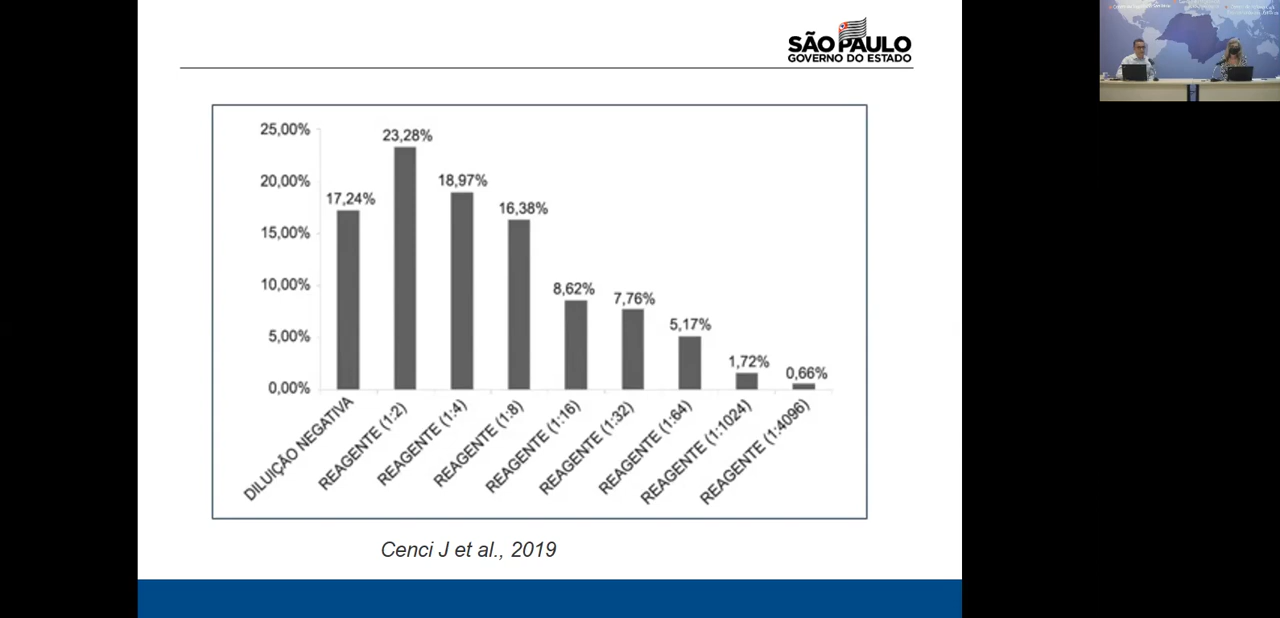 SÃO PAULO
GOVERNO DO ESTADO
25,00%
20,00%
15,00%
10,00%
5,00%
0,00%
17,24%
23,28%
18,97%
16,38%
8,62%
7,76%
5,17%
1,72%
0,66%
DILUIÇÃO NEGATIVA
REAGENTE (1:2)
REAGENTE (1:4)
REAGENTE (1:8)
REAGENTE (1:16)
REAGENTE (1:32)
REAGENTE (1:64)
REAGENTE (1:1024)
REAGENTE (1:4096)
Cenci J et al., 2019